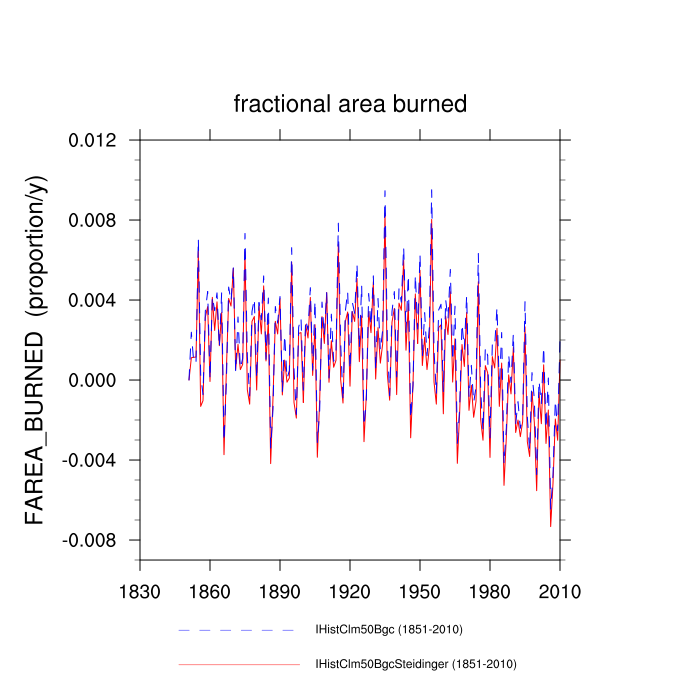 fractional area burned
FAREA_BURNED (proportion/y)
0.012
0.008
0.004
0.000
-0.004
-0.008
1830 1860 1890 1920 1950 1980 2010
IHistClm50Bgc (1851-2010)
IHistClm50BgcSteidinger (1851-2010)